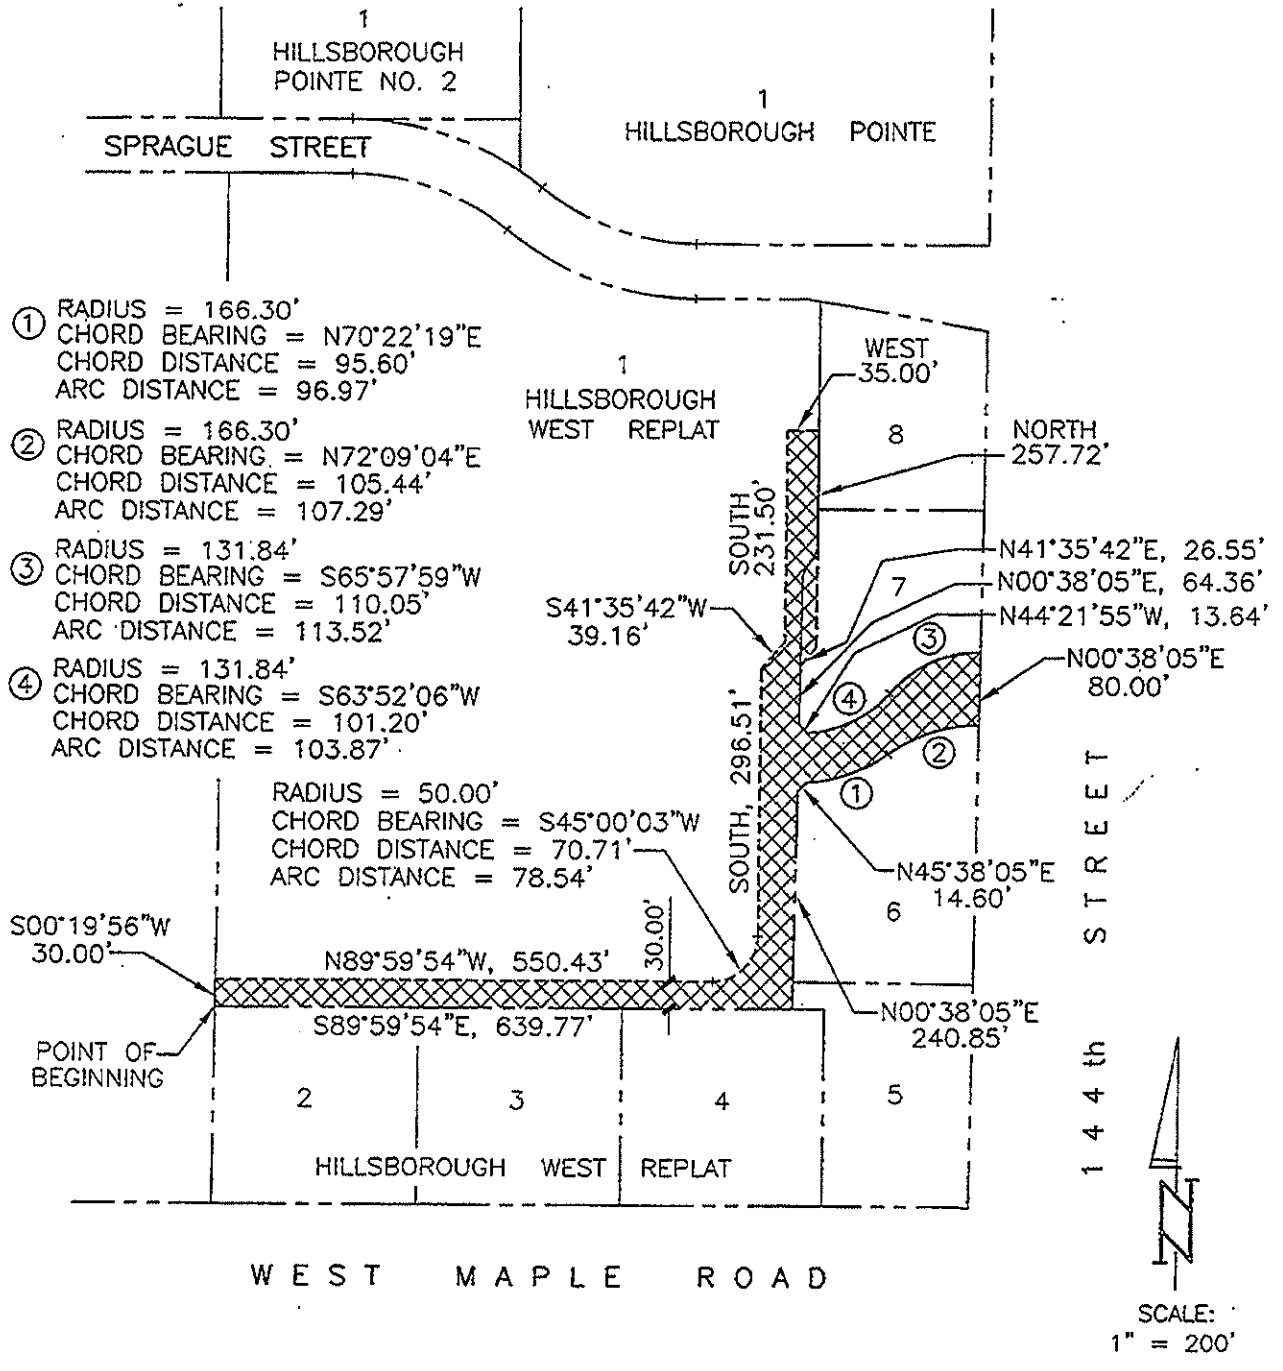 1
HILLSBOROUGH
POINTE NO. 2
1
HILLSBOROUGH POINTE
SPRAGUE STREET
① RADIUS = 166.30'
CHORD BEARING = N70°22'19"E
CHORD DISTANCE = 95.60'
ARC DISTANCE = 96.97'
② RADIUS = 166.30'
CHORD BEARING = N72°09'04"E
CHORD DISTANCE = 105.44'
ARC DISTANCE = 107.29'
③ RADIUS = 131.84'
CHORD BEARING = S65°57'59"W
CHORD DISTANCE = 110.05'
ARC DISTANCE = 113.52'
④ RADIUS = 131.84'
CHORD BEARING = S63°52'06"W
CHORD DISTANCE = 101.20'
ARC DISTANCE = 103.87'
1
HILLSBOROUGH
WEST REPLAT
WEST
35.00'
8
NORTH
257.72'
SOUTH
231.50'
N41°35'42"E, 26.55'
7
N00°38'05"E, 64.36'
N44°21'55"W, 13.64'
S41°35'42"W
39.16'
③
④
N00°38'05"E
80.00'
②
①
SOUTH, 296.51'
RADIUS = 50.00'
CHORD BEARING = S45°00'03"W
CHORD DISTANCE = 70.71'
ARC DISTANCE = 78.54'
N45°38'05"E
14.60'
6
S00°19'56"W
30.00'
N89°59'54"W, 550.43'
30.00'
S89°59'54"E, 639.77'
N00°38'05"E
240.85'
POINT OF
BEGINNING
2
3
4
5
HILLSBOROUGH WEST REPLAT
144th STREET
WEST MAPLE ROAD
N
SCALE:
1" = 200'